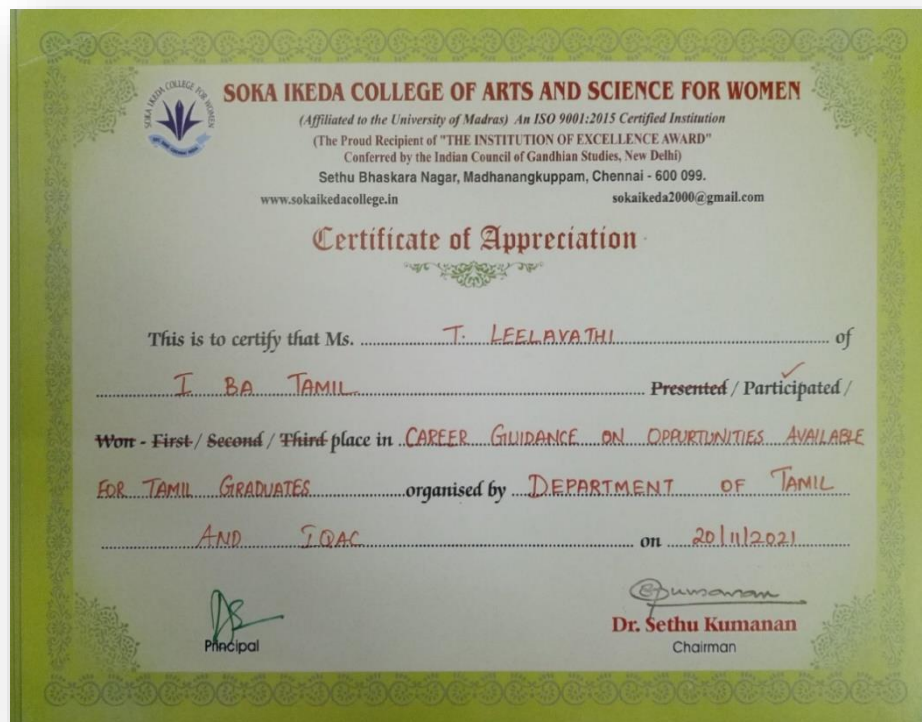 SOKA IKEDA COLLEGE OF ARTS AND SCIENCE FOR WOMEN
(Affiliated to the University of Madras) An ISO 9001:2015 Certified Institution
(The Proud Recipient of "THE INSTITUTION OF EXCELLENCE AWARD"
Conferred by the Indian Council of Gandhian Studies, New Delhi)
Sethu Bhaskara Nagar, Madhanangkuppam, Chennai - 600 099.
www.sokaikedacollege.in sokaikeda2000@gmail.com
Certificate of Appreciation
This is to certify that Ms. T. LEELAVATHI of
I BA TAMIL Presented / Participated /
Won - First / Second / Third place in CAREER GUIDANCE ON OPPURTUNITIES AVAILABLE
FOR TAMIL GRADUATES organised by DEPARTMENT OF TAMIL
AND IQAC on 20/11/2021
Principal
Dr. Sethu Kumanan
Chairman